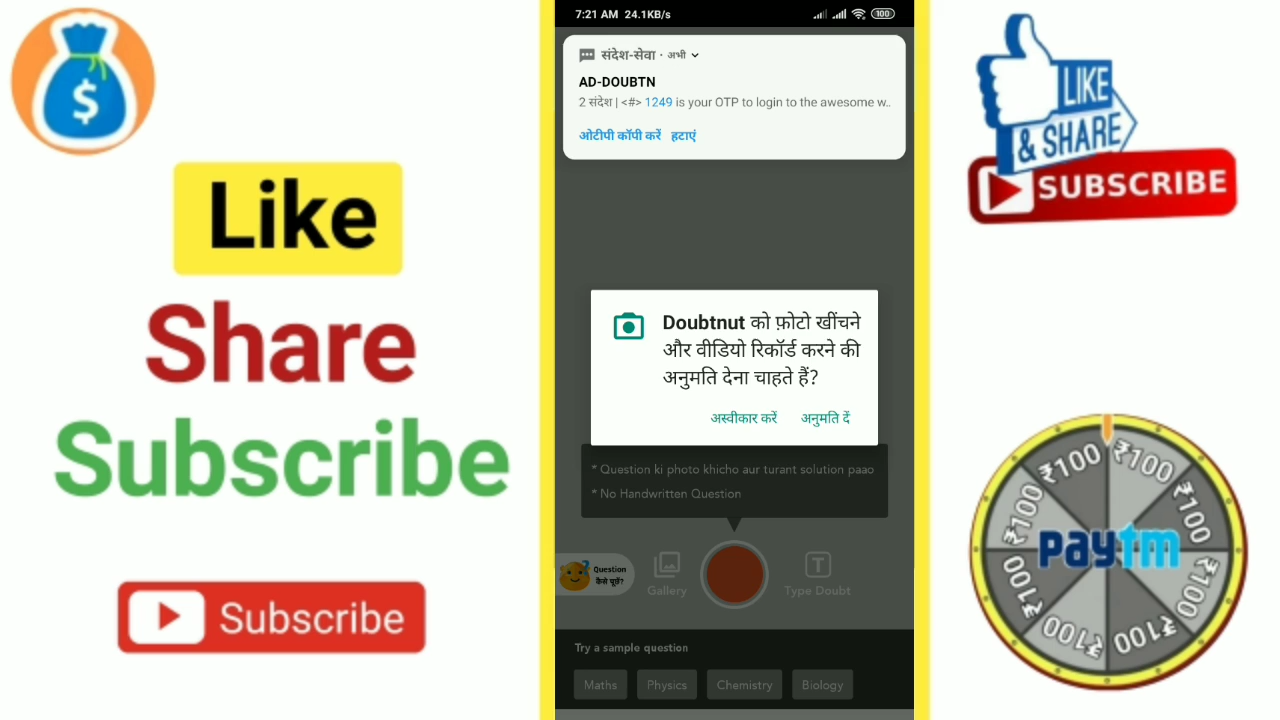 $
Like
Share
Subscribe
Subscribe
7:21 AM 24.1KB/s
100
संदेश-सेवा · अभी
AD-DOUBTN
2 संदेश | <#> 1249 is your OTP to login to the awesome w..
ओटीपी कॉपी करें हटाएं
Doubtnut को फ़ोटो खींचने
और वीडियो रिकॉर्ड करने की
अनुमति देना चाहते हैं?
अस्वीकार करें अनुमति दें
* Question ki photo khicho aur turant solution paao
* No Handwritten Question
Question
कैसे पूछें?
Gallery
T
Type Doubt
Try a sample question
Maths Physics Chemistry Biology
LIKE
& SHARE
SUBSCRIBE
₹100
₹100
₹100
₹100
₹100
₹100
₹100
₹100
paytm